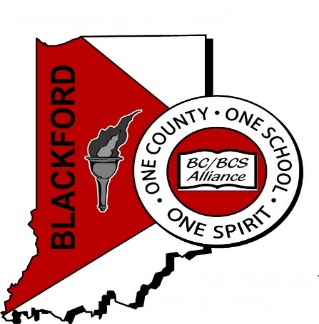 BLACKFORD
ONE COUNTY • ONE SCHOOL • ONE SPIRIT •
BC/BCS
Alliance